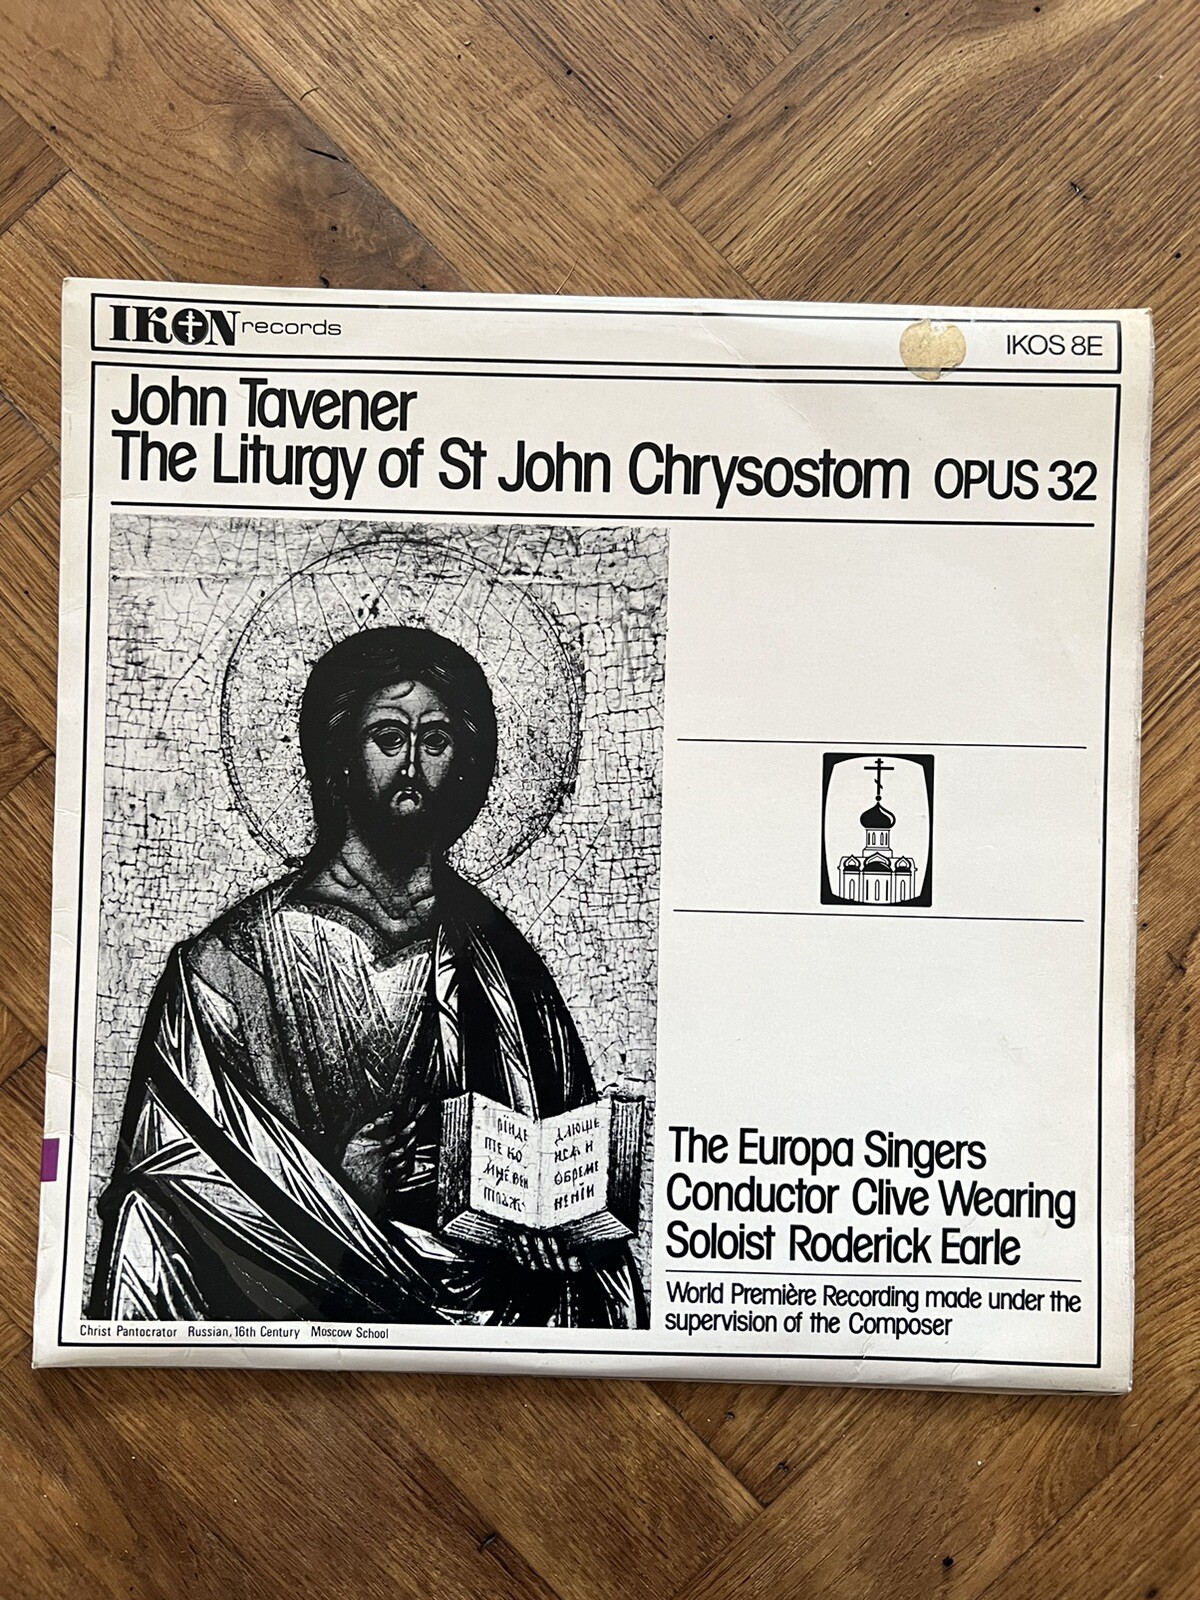 IKON records
IKOS 8E
John Tavener
The Liturgy of St John Chrysostom OPUS 32
The Europa Singers
Conductor Clive Wearing
Soloist Roderick Earle
World Première Recording made under the
supervision of the Composer
Christ Pantocrator Russian, 16th Century Moscow School